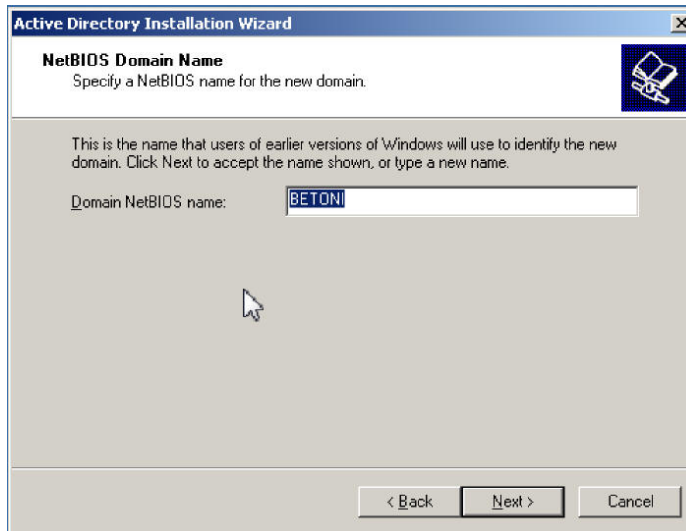 Active Directory Installation Wizard
NetBIOS Domain Name
Specify a NetBIOS name for the new domain.
This is the name that users of earlier versions of Windows will use to identify the new
domain. Click Next to accept the name shown, or type a new name.
Domain NetBIOS name:
BETONI
< Back
Next >
Cancel